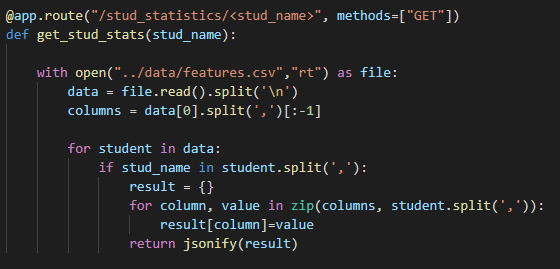 @app.route("/stud_statistics/<stud_name>", methods=["GET"])
def get_stud_stats(stud_name):
    with open("../data/features.csv","rt") as file:
        data = file.read().split('\n')
        columns = data[0].split(',')[:-1]
        for student in data:
            if stud_name in student.split(','):
                result = {}
                for column, value in zip(columns, student.split(',')):
                    result[column]=value
                return jsonify(result)